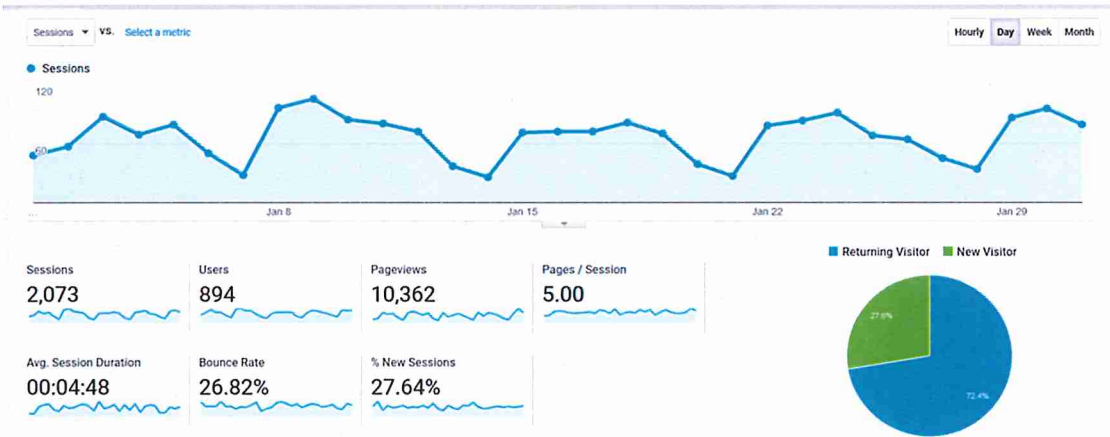 Sessions vs. Select a metric
Hourly Day Week Month
Sessions
120
60
...
Jan 8 Jan 15 Jan 22 Jan 29
Returning Visitor New Visitor
Sessions Users Pageviews Pages / Session
2,073 894 10,362 5.00
27.6%
72.4%
Avg. Session Duration Bounce Rate % New Sessions
00:04:48 26.82% 27.64%